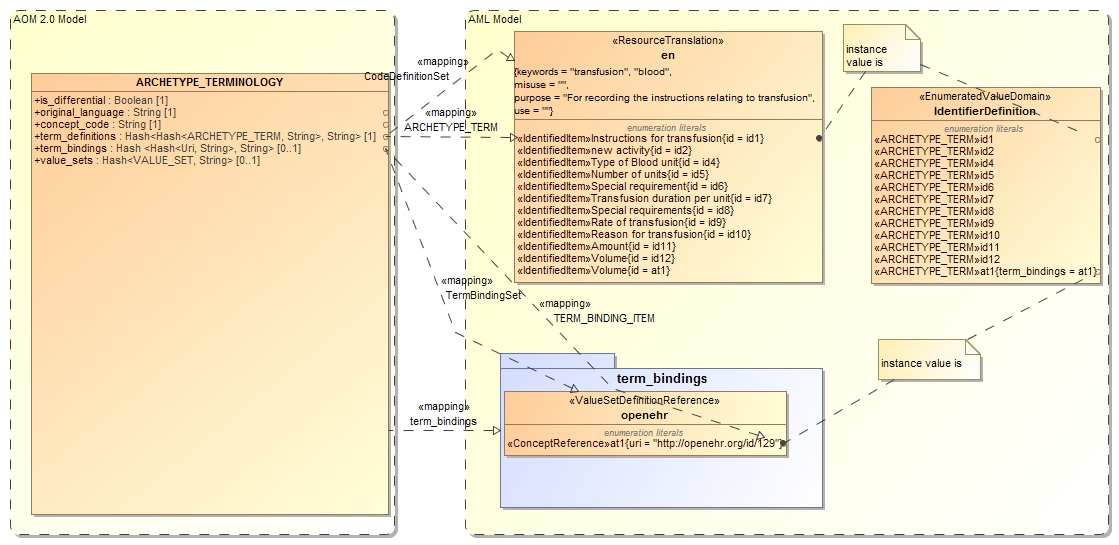 AOM 2.0 Model
ARCHETYPE_TERMINOLOGY
+is_differential : Boolean [1]
+original_language : String [1]
+concept_code : String [1]
+term_definitions : Hash<Hash<ARCHETYPE_TERM, String>, String> [1]
+term_bindings : Hash <Hash<Uri, String>, String> [0..1]
+value_sets : Hash<VALUE_SET, String> [0..1]
«mapping»
CodeDefinitionSet
«mapping»
ARCHETYPE_TERM
«mapping»
TermBindingSet
«mapping»
TERM_BINDING_ITEM
«mapping»
term_bindings
AML Model
«ResourceTranslation»
en
{keywords = "transfusion", "blood",
misuse = "",
purpose = "For recording the instructions relating to transfusion",
use = ""}
enumeration literals
«IdentifiedItem»Instructions for transfusion{id = id1}
«IdentifiedItem»new activity{id = id2}
«IdentifiedItem»Type of Blood unit{id = id4}
«IdentifiedItem»Number of units{id = id5}
«IdentifiedItem»Special requirement{id = id6}
«IdentifiedItem»Transfusion duration per unit{id = id7}
«IdentifiedItem»Special requirements{id = id8}
«IdentifiedItem»Rate of transfusion{id = id9}
«IdentifiedItem»Reason for transfusion{id = id10}
«IdentifiedItem»Amount{id = id11}
«IdentifiedItem»Volume{id = id12}
«IdentifiedItem»Volume{id = at1}
instance
value is
«EnumeratedValueDomain»
IdentifierDefinition
enumeration literals
«ARCHETYPE_TERM»id1
«ARCHETYPE_TERM»id2
«ARCHETYPE_TERM»id4
«ARCHETYPE_TERM»id5
«ARCHETYPE_TERM»id6
«ARCHETYPE_TERM»id7
«ARCHETYPE_TERM»id8
«ARCHETYPE_TERM»id9
«ARCHETYPE_TERM»id10
«ARCHETYPE_TERM»id11
«ARCHETYPE_TERM»id12
«ARCHETYPE_TERM»at1{term_bindings = at1}
instance value is
term_bindings
«ValueSetDefinitionReference»
openehr
enumeration literals
«ConceptReference»at1{uri = "http://openehr.org/id/129"}